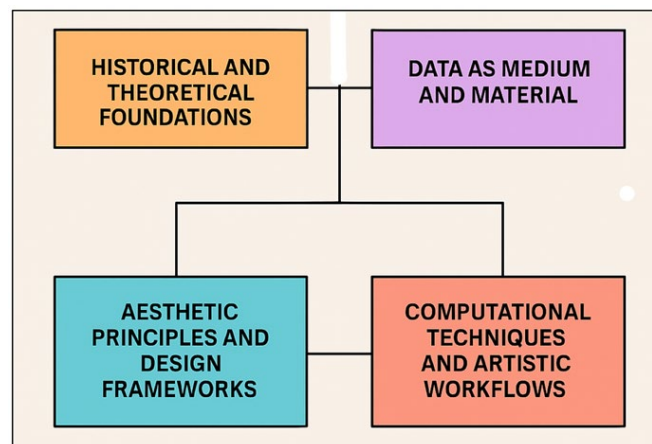 HISTORICAL AND
THEORETICAL
FOUNDATIONS
DATA AS MEDIUM
AND MATERIAL
AESTHETIC
PRINCIPLES AND
DESIGN
FRAMEWORKS
COMPUTATIONAL
TECHNIQUES
AND ARTISTIC
WORKFLOWS